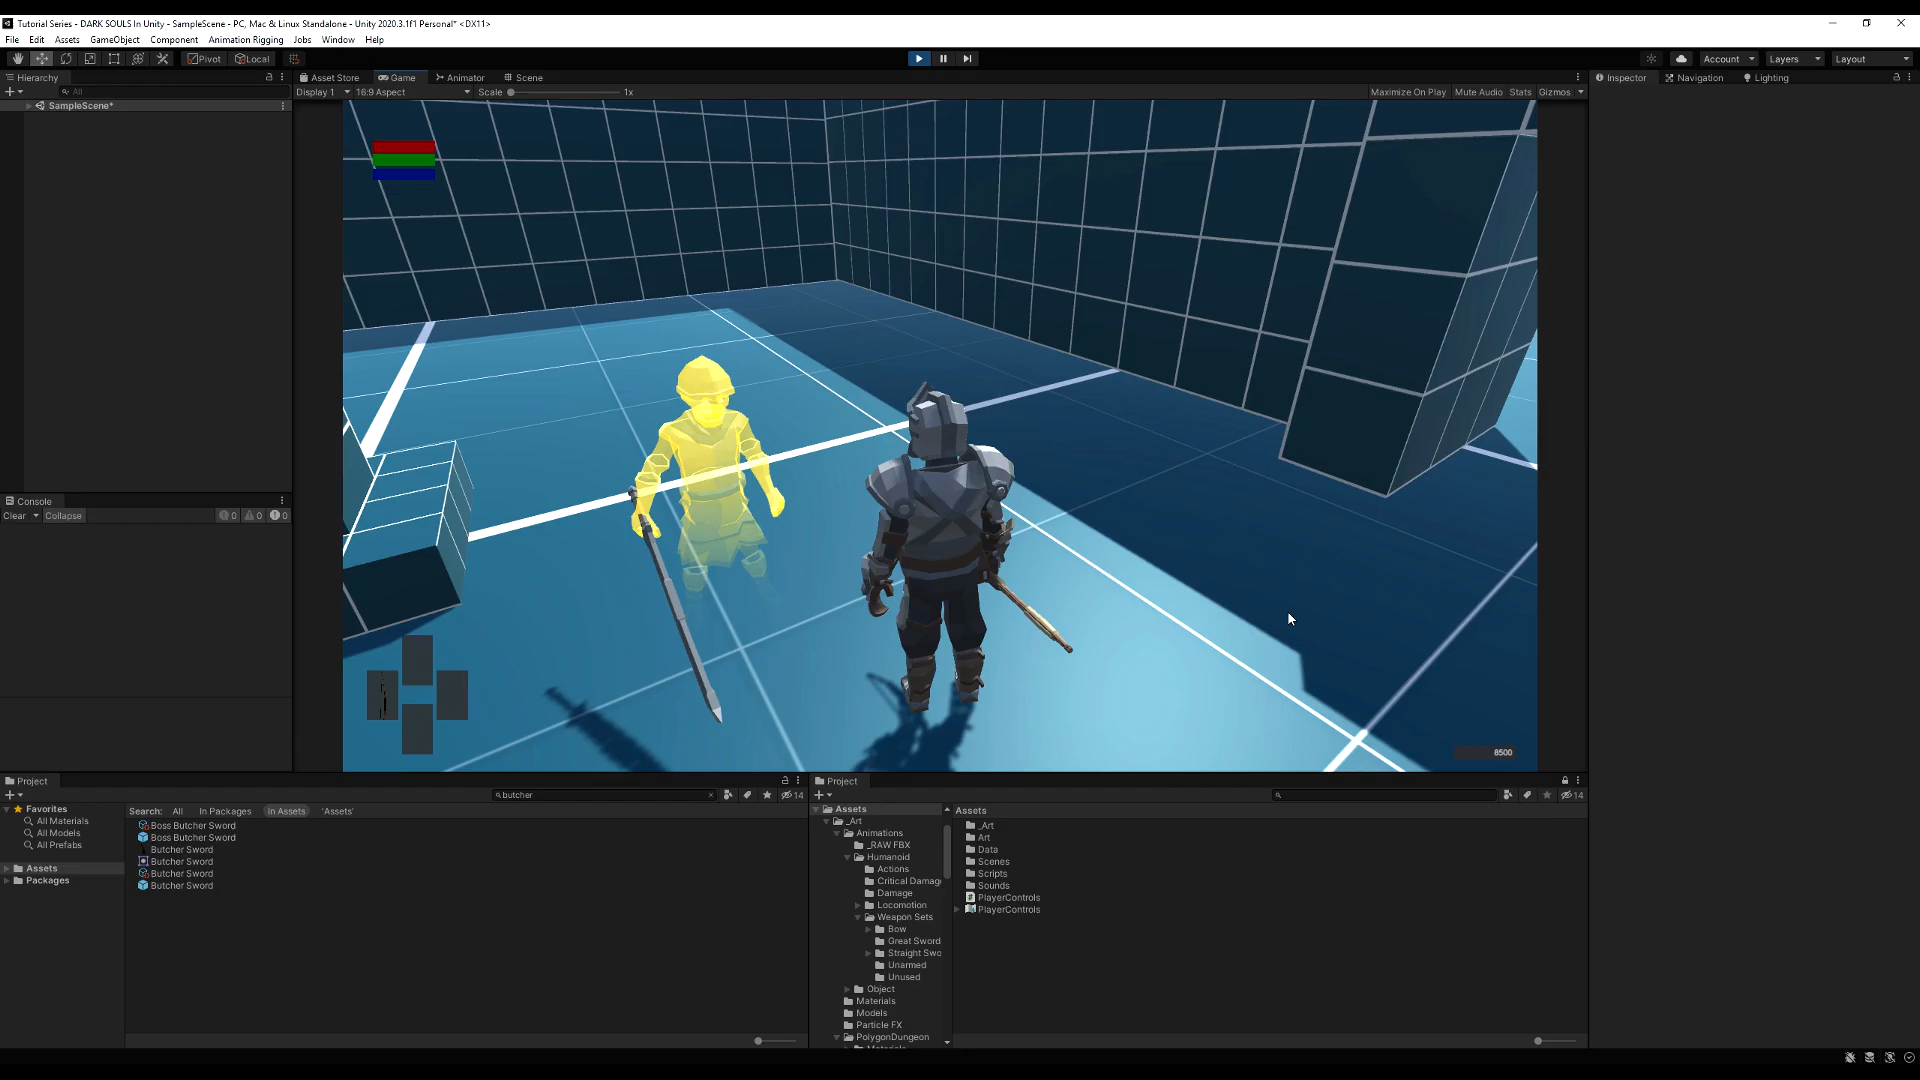 Tutorial Series - DARK SOULS In Unity - SampleScene - PC, Mac & Linux Standalone - Unity 2020.3.1f1 Personal* <DX11>
File Edit Assets GameObject Component Animation Rigging Jobs Window Help
Pivot Local Account Layers Layout
Hierarchy Asset Store Game Animator Scene Inspector Navigation Lighting
All Display 1 16:9 Aspect Scale 1x Maximize On Play Mute Audio Stats Gizmos
SampleScene*
Console
Clear Collapse 0 0 0
8500
Project
butcher 14
Favorites
All Materials
All Models
All Prefabs
Assets
Packages
Search: All In Packages In Assets 'Assets'
Boss Butcher Sword
Boss Butcher Sword
Butcher Sword
Butcher Sword
Butcher Sword
Butcher Sword
Project
14
Assets
_Art
Animations
_RAW FBX
Humanoid
Actions
Critical Damag
Damage
Locomotion
Weapon Sets
Bow
Great Sword
Straight Swo
Unarmed
Unused
Object
Materials
Models
Particle FX
PolygonDungeon
Assets
_Art
Art
Data
Scenes
Scripts
Sounds
PlayerControls
PlayerControls